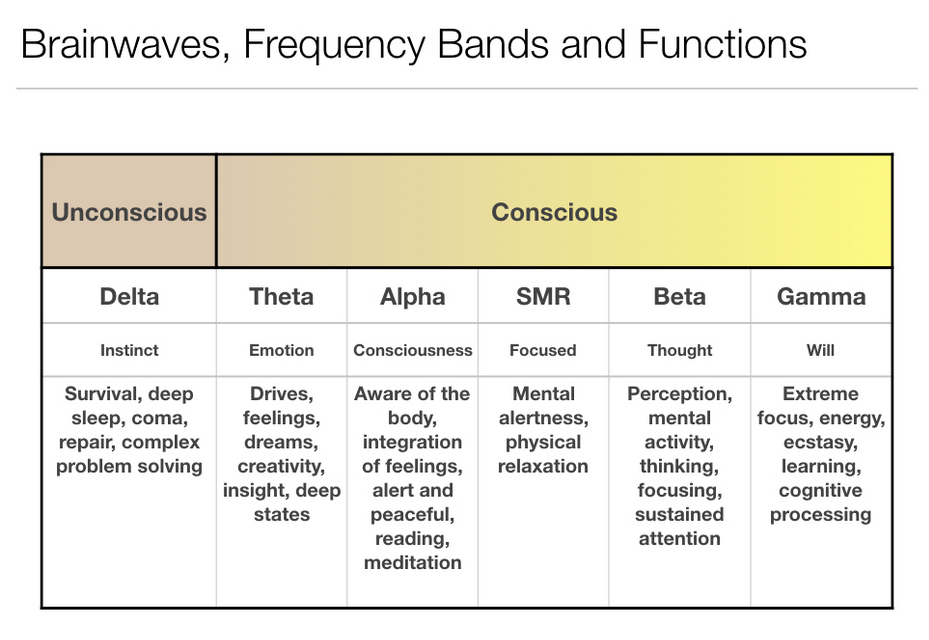 Brainwaves, Frequency Bands and Functions
Unconscious
Conscious
Delta
Theta
Alpha
SMR
Beta
Gamma
Instinct
Emotion
Consciousness
Focused
Thought
Will
Survival, deep
sleep, coma,
repair, complex
problem solving
Drives,
feelings,
dreams,
creativity,
insight, deep
states
Aware of the
body,
integration
of feelings,
alert and
peaceful,
reading,
meditation
Mental
alertness,
physical
relaxation
Perception,
mental
activity,
thinking,
focusing,
sustained
attention
Extreme
focus, energy,
ecstasy,
learning,
cognitive
processing